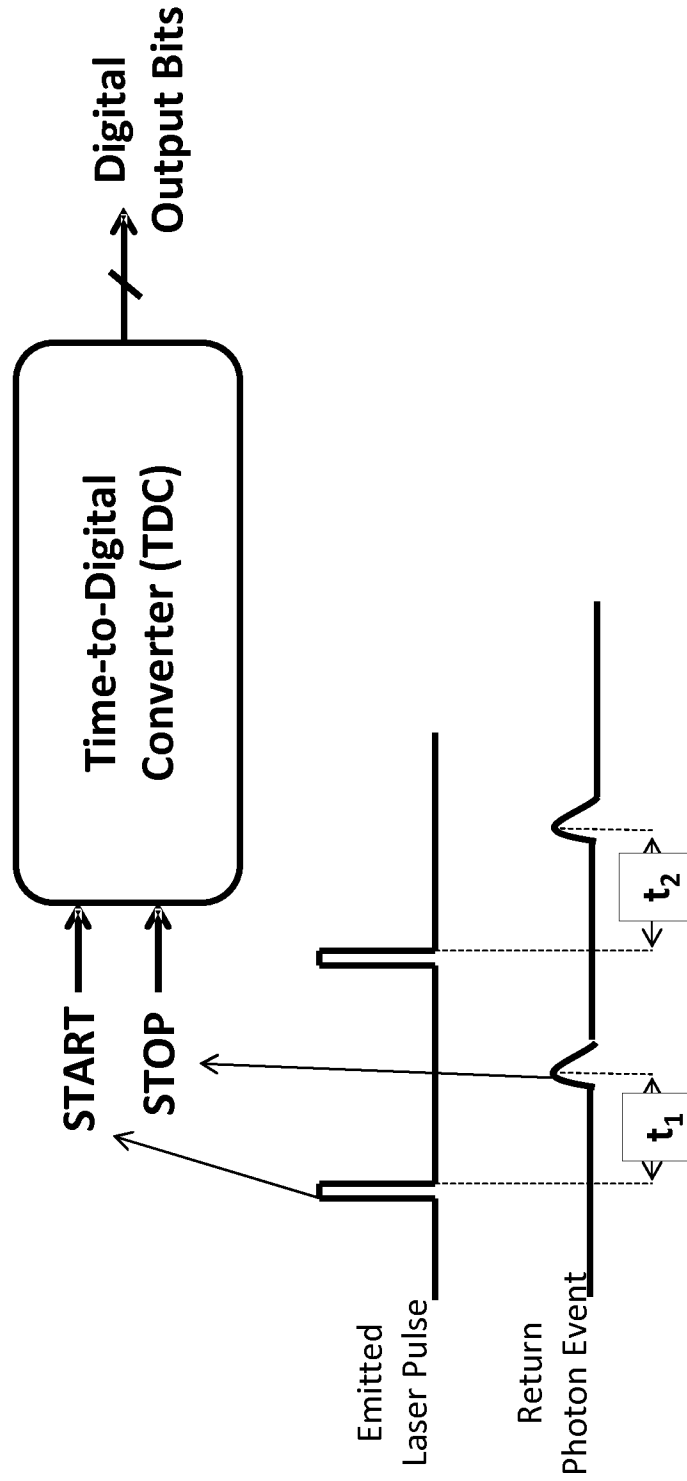 START
STOP
Time-to-Digital
Converter (TDC)
Digital
Output Bits
Emitted
Laser Pulse
Return
Photon Event
t₁
t₂